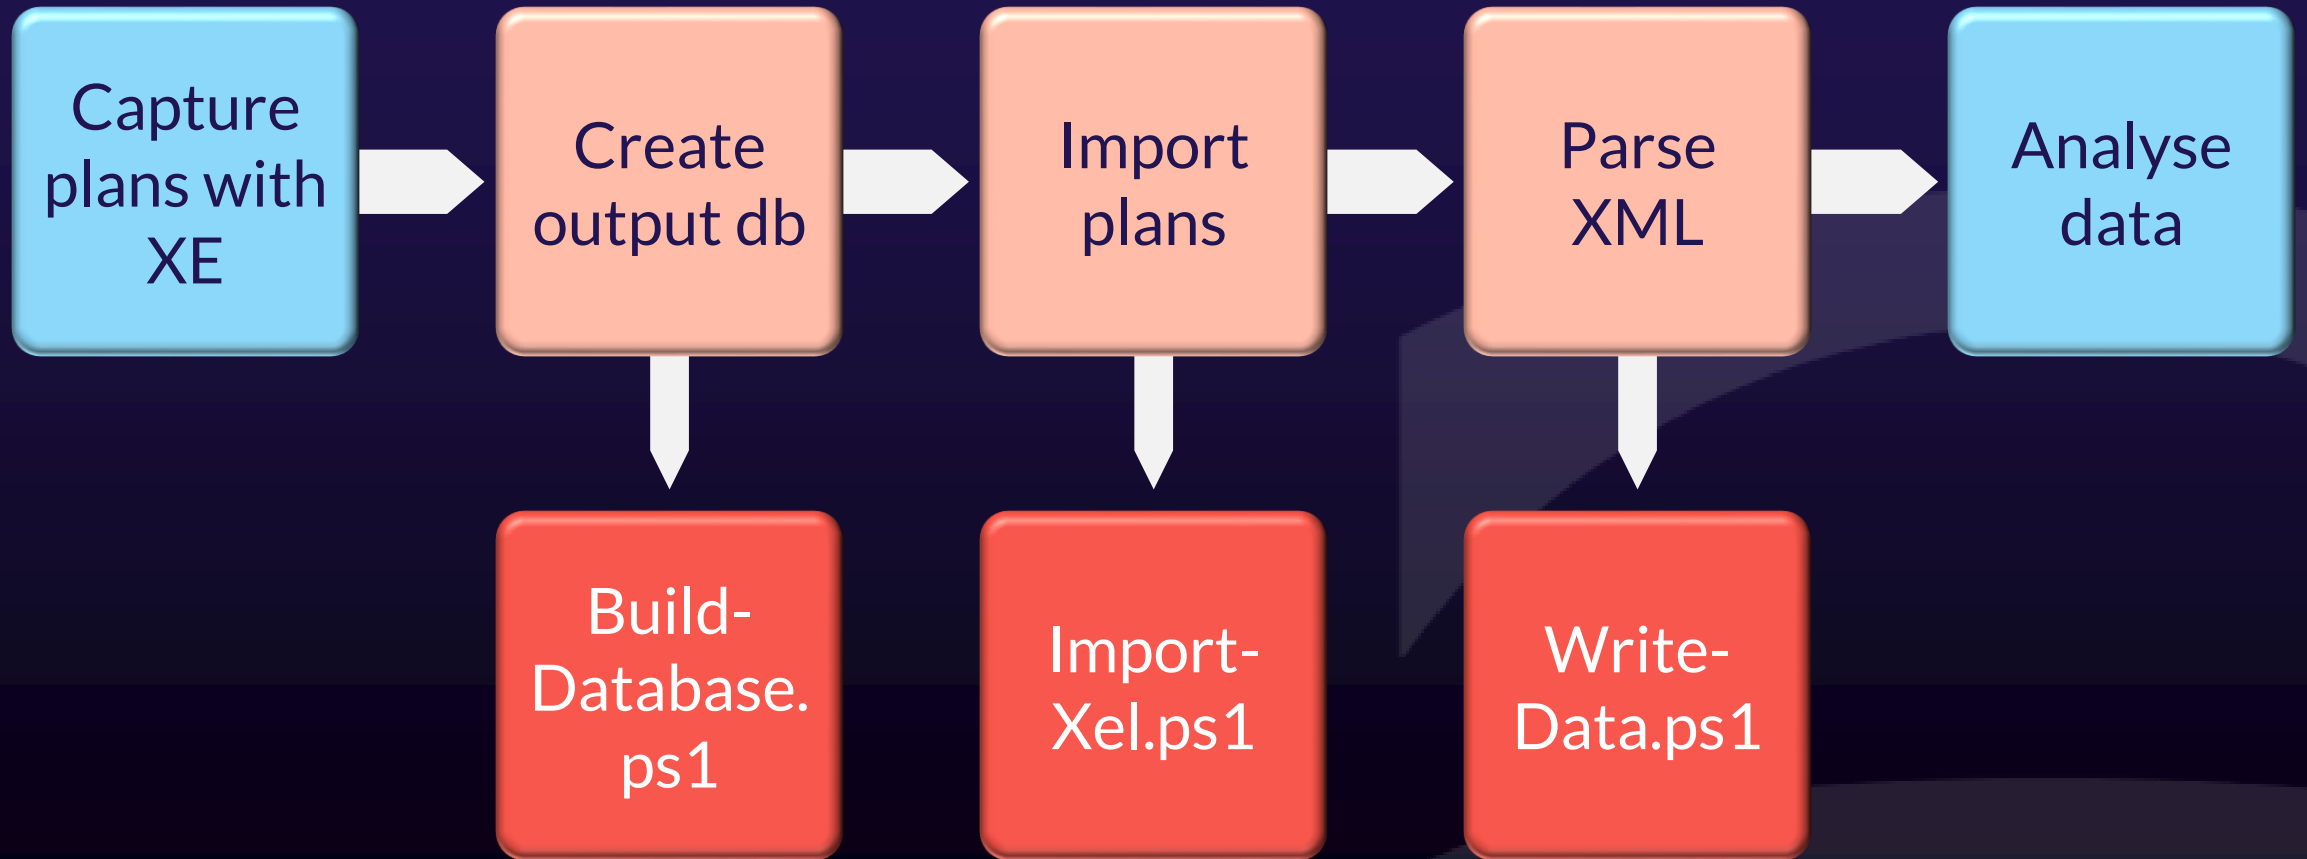 Capture
plans with
XE
Create
output db
Import
plans
Parse
XML
Analyse
data
Build-
Database.
ps1
Import-
Xel.ps1
Write-
Data.ps1